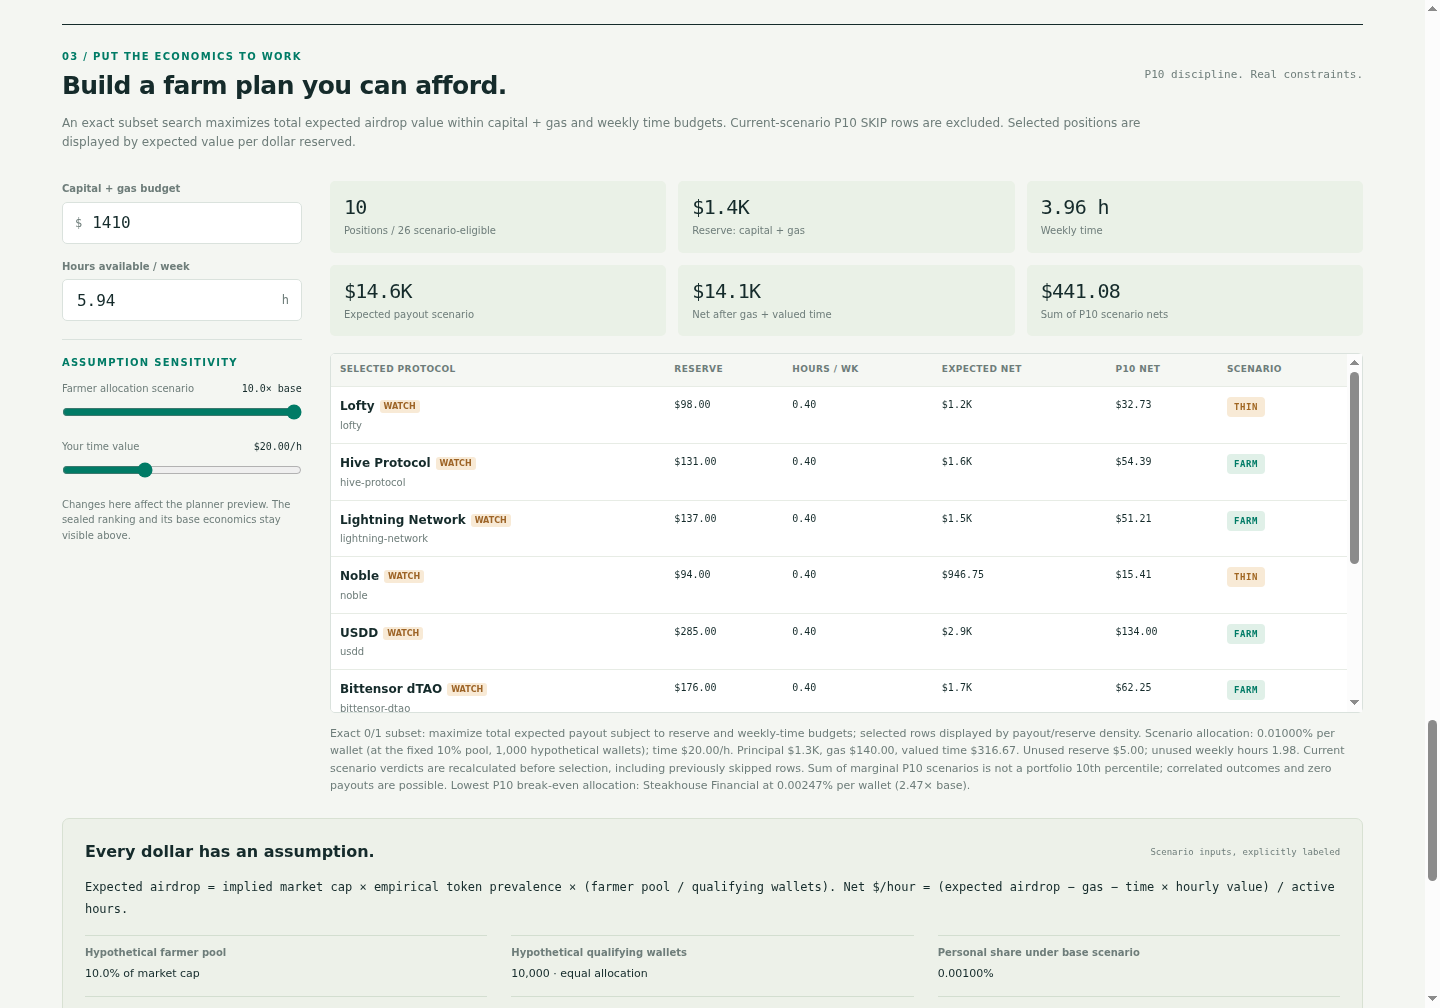 03 / PUT THE ECONOMICS TO WORK
Build a farm plan you can afford.
P10 discipline. Real constraints.
An exact subset search maximizes total expected airdrop value within capital + gas and weekly time budgets. Current-scenario P10 SKIP rows are excluded. Selected positions are
displayed by expected value per dollar reserved.
Capital + gas budget
$ 1410
Hours available / week
5.94 h
ASSUMPTION SENSITIVITY
Farmer allocation scenario 10.0× base
Your time value $20.00/h
Changes here affect the planner preview. The
sealed ranking and its base economics stay
visible above.
10
Positions / 26 scenario-eligible
$1.4K
Reserve: capital + gas
3.96 h
Weekly time
$14.6K
Expected payout scenario
$14.1K
Net after gas + valued time
$441.08
Sum of P10 scenario nets
SELECTED PROTOCOL RESERVE HOURS / WK EXPECTED NET P10 NET SCENARIO
Lofty WATCH $98.00 0.40 $1.2K $32.73 THIN
lofty
Hive Protocol WATCH $131.00 0.40 $1.6K $54.39 FARM
hive-protocol
Lightning Network WATCH $137.00 0.40 $1.5K $51.21 FARM
lightning-network
Noble WATCH $94.00 0.40 $946.75 $15.41 THIN
noble
USDD WATCH $285.00 0.40 $2.9K $134.00 FARM
usdd
Bittensor dTAO WATCH $176.00 0.40 $1.7K $62.25 FARM
bittensor-dtao
Exact 0/1 subset: maximize total expected payout subject to reserve and weekly-time budgets; selected rows displayed by payout/reserve density. Scenario allocation: 0.01000% per
wallet (at the fixed 10% pool, 1,000 hypothetical wallets); time $20.00/h. Principal $1.3K, gas $140.00, valued time $316.67. Unused reserve $5.00; unused weekly hours 1.98. Current
scenario verdicts are recalculated before selection, including previously skipped rows. Sum of marginal P10 scenarios is not a portfolio 10th percentile; correlated outcomes and zero
payouts are possible. Lowest P10 break-even allocation: Steakhouse Financial at 0.00247% per wallet (2.47× base).
Every dollar has an assumption.
Scenario inputs, explicitly labeled
Expected airdrop = implied market cap × empirical token prevalence × (farmer pool / qualifying wallets). Net $/hour = (expected airdrop − gas − time × hourly value) / active
hours.
Hypothetical farmer pool
10.0% of market cap
Hypothetical qualifying wallets
10,000 · equal allocation
Personal share under base scenario
0.00100%